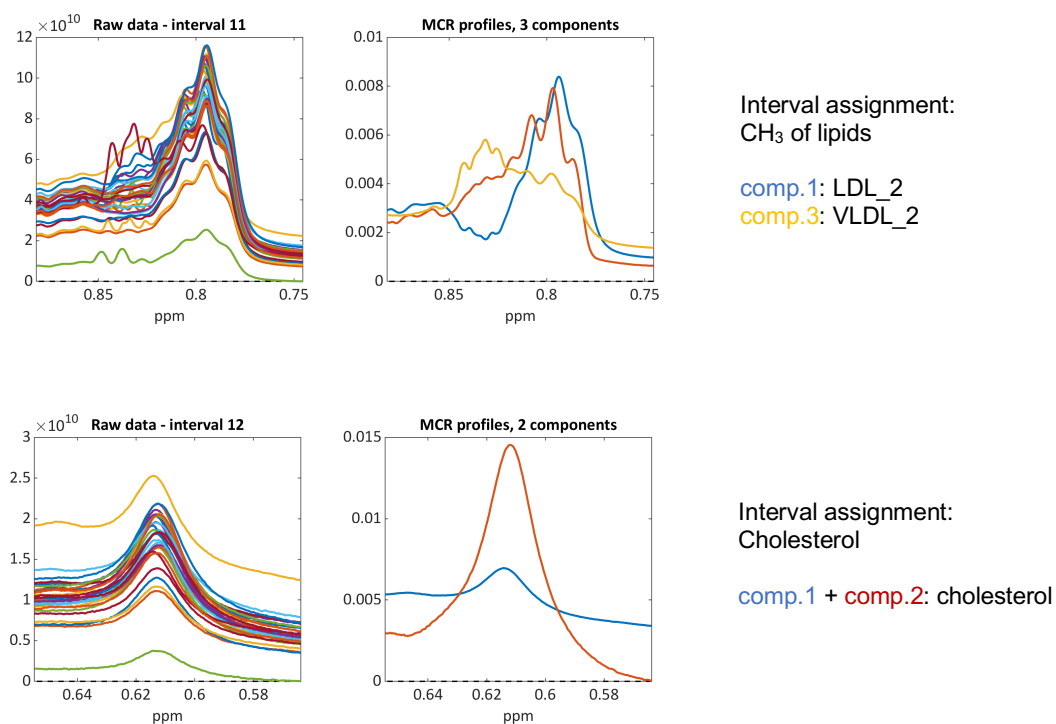 Raw data - interval 11
×10¹⁰
12
10
8
6
4
2
0
0.85
0.8
0.75
ppm
MCR profiles, 3 components
0.01
0.008
0.006
0.004
0.002
0
0.85
0.8
0.75
ppm
Interval assignment:
CH₃ of lipids
comp.1: LDL_2
comp.3: VLDL_2
Raw data - interval 12
×10¹⁰
3
2.5
2
1.5
1
0.5
0
0.64
0.62
0.6
0.58
ppm
MCR profiles, 2 components
0.015
0.01
0.005
0
0.64
0.62
0.6
0.58
ppm
Interval assignment:
Cholesterol
comp.1 + comp.2: cholesterol